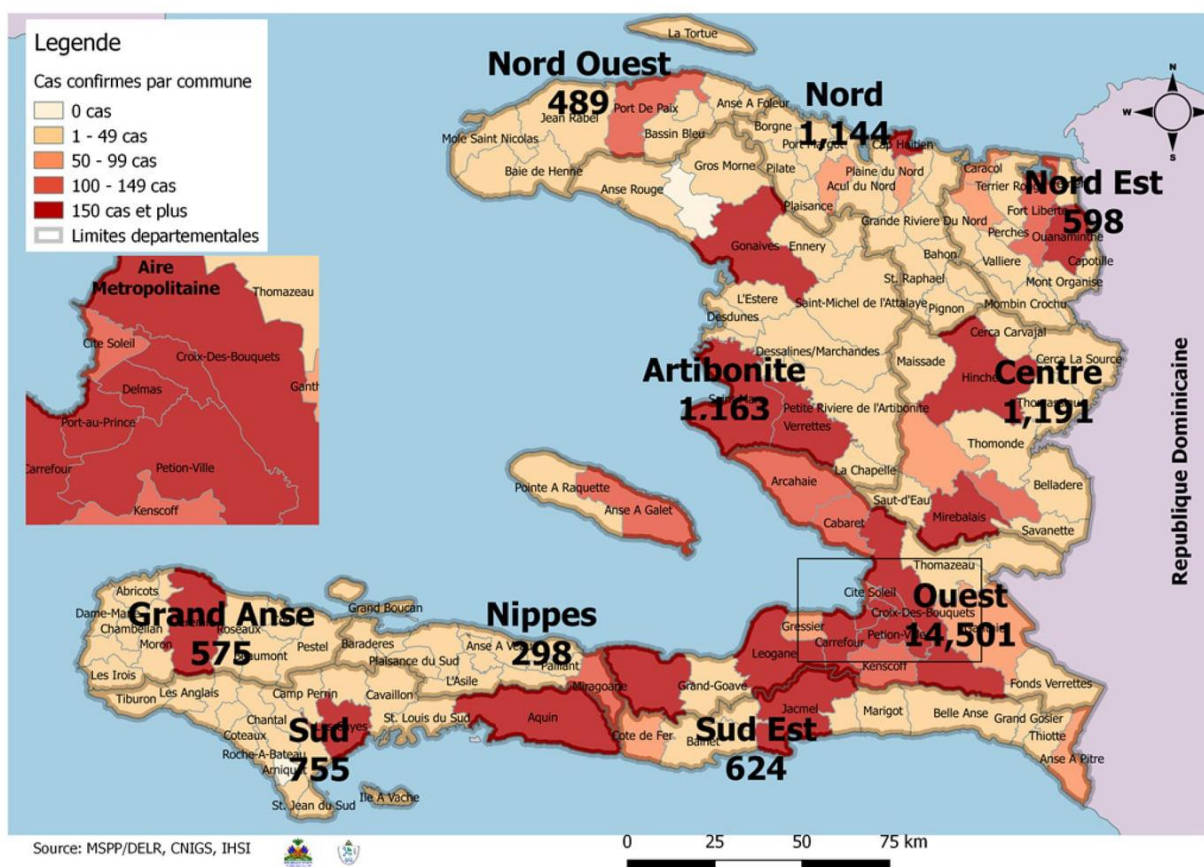 Legende
Cas confirmes par commune
0 cas
1 - 49 cas
50 - 99 cas
100 - 149 cas
150 cas et plus
Limites departementales
Aire
Metropolitaine
Thomazeau
Cite Soleil
Croix-Des-Bouquets
Delmas
Port-au-Prince
Carrefour
Petion-Ville
Kenscoff
La Tortue
Nord Ouest
489
Port De Paix
Jean Rabel
Anse A Foleur
Mole Saint Nicolas
Bassin Bleu
Baie de Henne
Nord
1,144
Borgne
Port Margot
Cap Haitien
Pilate
Plaine du Nord
Acul du Nord
Plaisance
Grande Riviere Du Nord
Bahon
St. Raphael
Pignon
N
W
E
S
Nord Est
598
Caracol
Terrier Rouge
Fort Liberte
Perches
Ouanaminthe
Capotille
Valliere
Mont Organise
Mombin Crochu
Gros Morne
Anse Rouge
Gonaives
Ennery
L'Estere
Saint-Michel de l'Attalaye
Desdunes
Dessalines/Marchandes
Artibonite
1.163
Petite Riviere de l'Artibonite
Verrettes
La Chapelle
Centre
1,191
Cerca Carvajal
Maissade
Cerca La Source
Thomonde
Belladere
Saut-d'Eau
Mirebalais
Savanette
Republique Dominicaine
Pointe A Raquette
Anse A Galet
Arcahaie
Cabaret
Thomazeau
Ouest
14,501
Cite Soleil
Croix-Des-Bouquets
Gressier
Carrefour
Petion-Ville
Leogane
Kenscoff
Fonds Verrettes
Grand-Goave
Grand Anse
575
Abricots
Chambellan
Roseaux
Moron
Pestel
Les Irois
Nippes
298
Grand Boucan
Baraderes
Plaisance du Sud
L'Asile
Paillant
Miragoane
Sud
755
Tiburon
Les Anglais
Camp Perrin
Cavaillon
St. Louis du Sud
Aquin
Chantal
Coteaux
Roche-A-Bateau
St. Jean du Sud
Ile A Vache
Sud Est
624
Cote de Fer
Jacmel
Marigot
Belle Anse
Grand Gosier
Thiotte
Anse A Pitre
Source: MSPP/DELR, CNIGS, IHSI
0 25 50 75 km